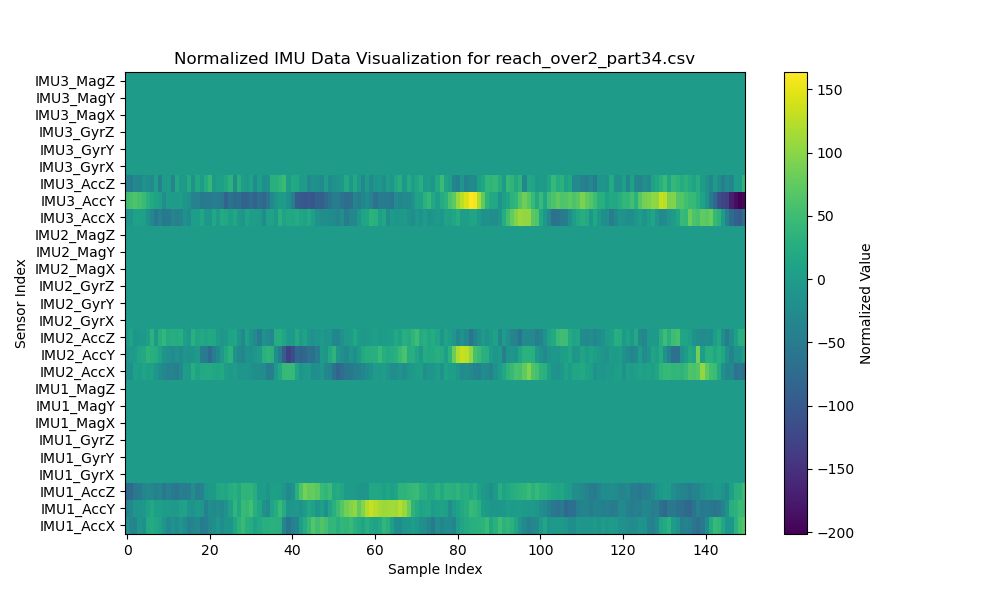 Normalized IMU Data Visualization for reach_over2_part34.csv
Sensor Index
IMU3_MagZ
IMU3_MagY
IMU3_MagX
IMU3_GyrZ
IMU3_GyrY
IMU3_GyrX
IMU3_AccZ
IMU3_AccY
IMU3_AccX
IMU2_MagZ
IMU2_MagY
IMU2_MagX
IMU2_GyrZ
IMU2_GyrY
IMU2_GyrX
IMU2_AccZ
IMU2_AccY
IMU2_AccX
IMU1_MagZ
IMU1_MagY
IMU1_MagX
IMU1_GyrZ
IMU1_GyrY
IMU1_GyrX
IMU1_AccZ
IMU1_AccY
IMU1_AccX
0 20 40 60 80 100 120 140
Sample Index
150
100
50
0
−50
−100
−150
−200
Normalized Value